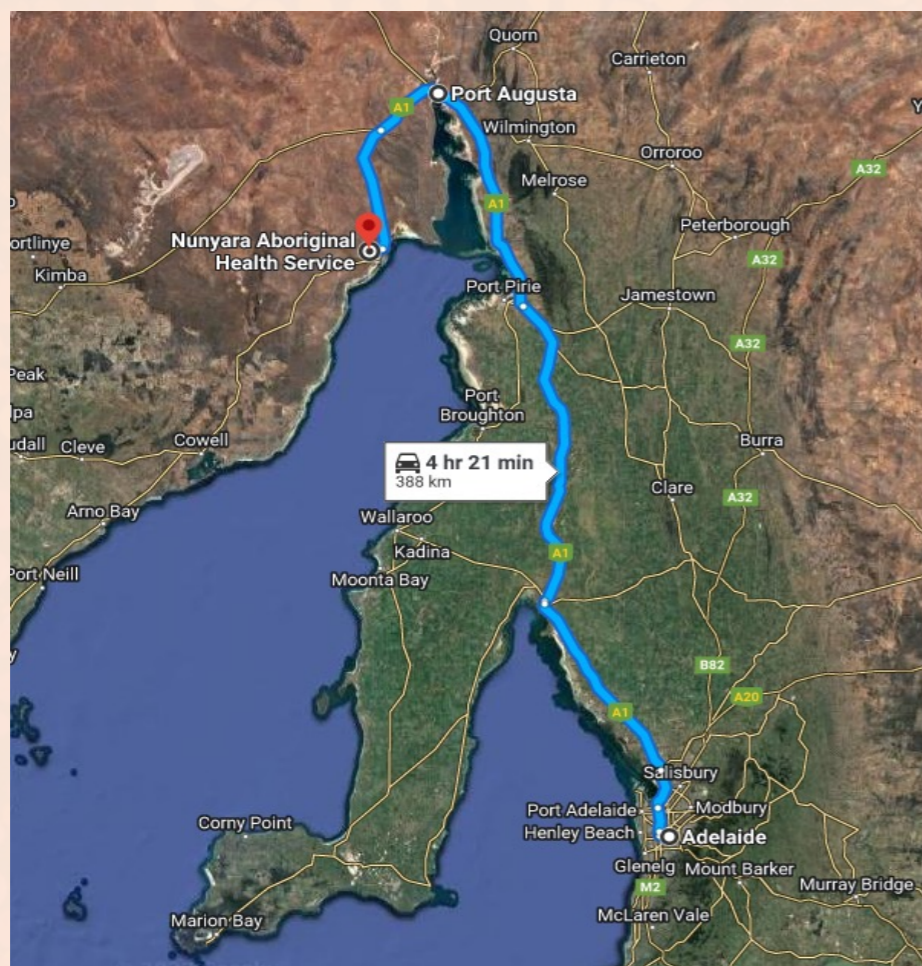 Quorn
Carrieton
Port Augusta
A1
Wilmington
Orroroo
A32
Melrose
A1
Peterborough
Nunyara Aboriginal
Health Service
ortlinye
Kimba
A32
Port Pirie
Jamestown
A32
Peak
Port
Broughton
lpa
udall
Cleve
Cowell
Burra
4 hr 21 min
388 km
Clare
A32
Arno Bay
Wallaroo
Kadina
A1
Moonta Bay
Port Neill
y
B82
A20
A1
Salisbury
Port Adelaide
Modbury
Corny Point
Henley Beach
Adelaide
Glenelg
Mount Barker
M2
Murray Bridge
Marion Bay
McLaren Vale